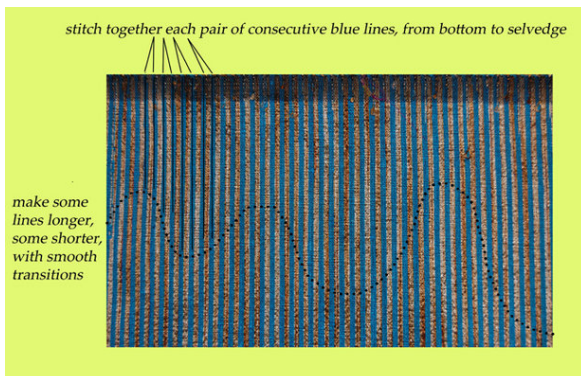 stitch together each pair of consecutive blue lines, from bottom to selvedge
make some
lines longer,
some shorter,
with smooth
transitions